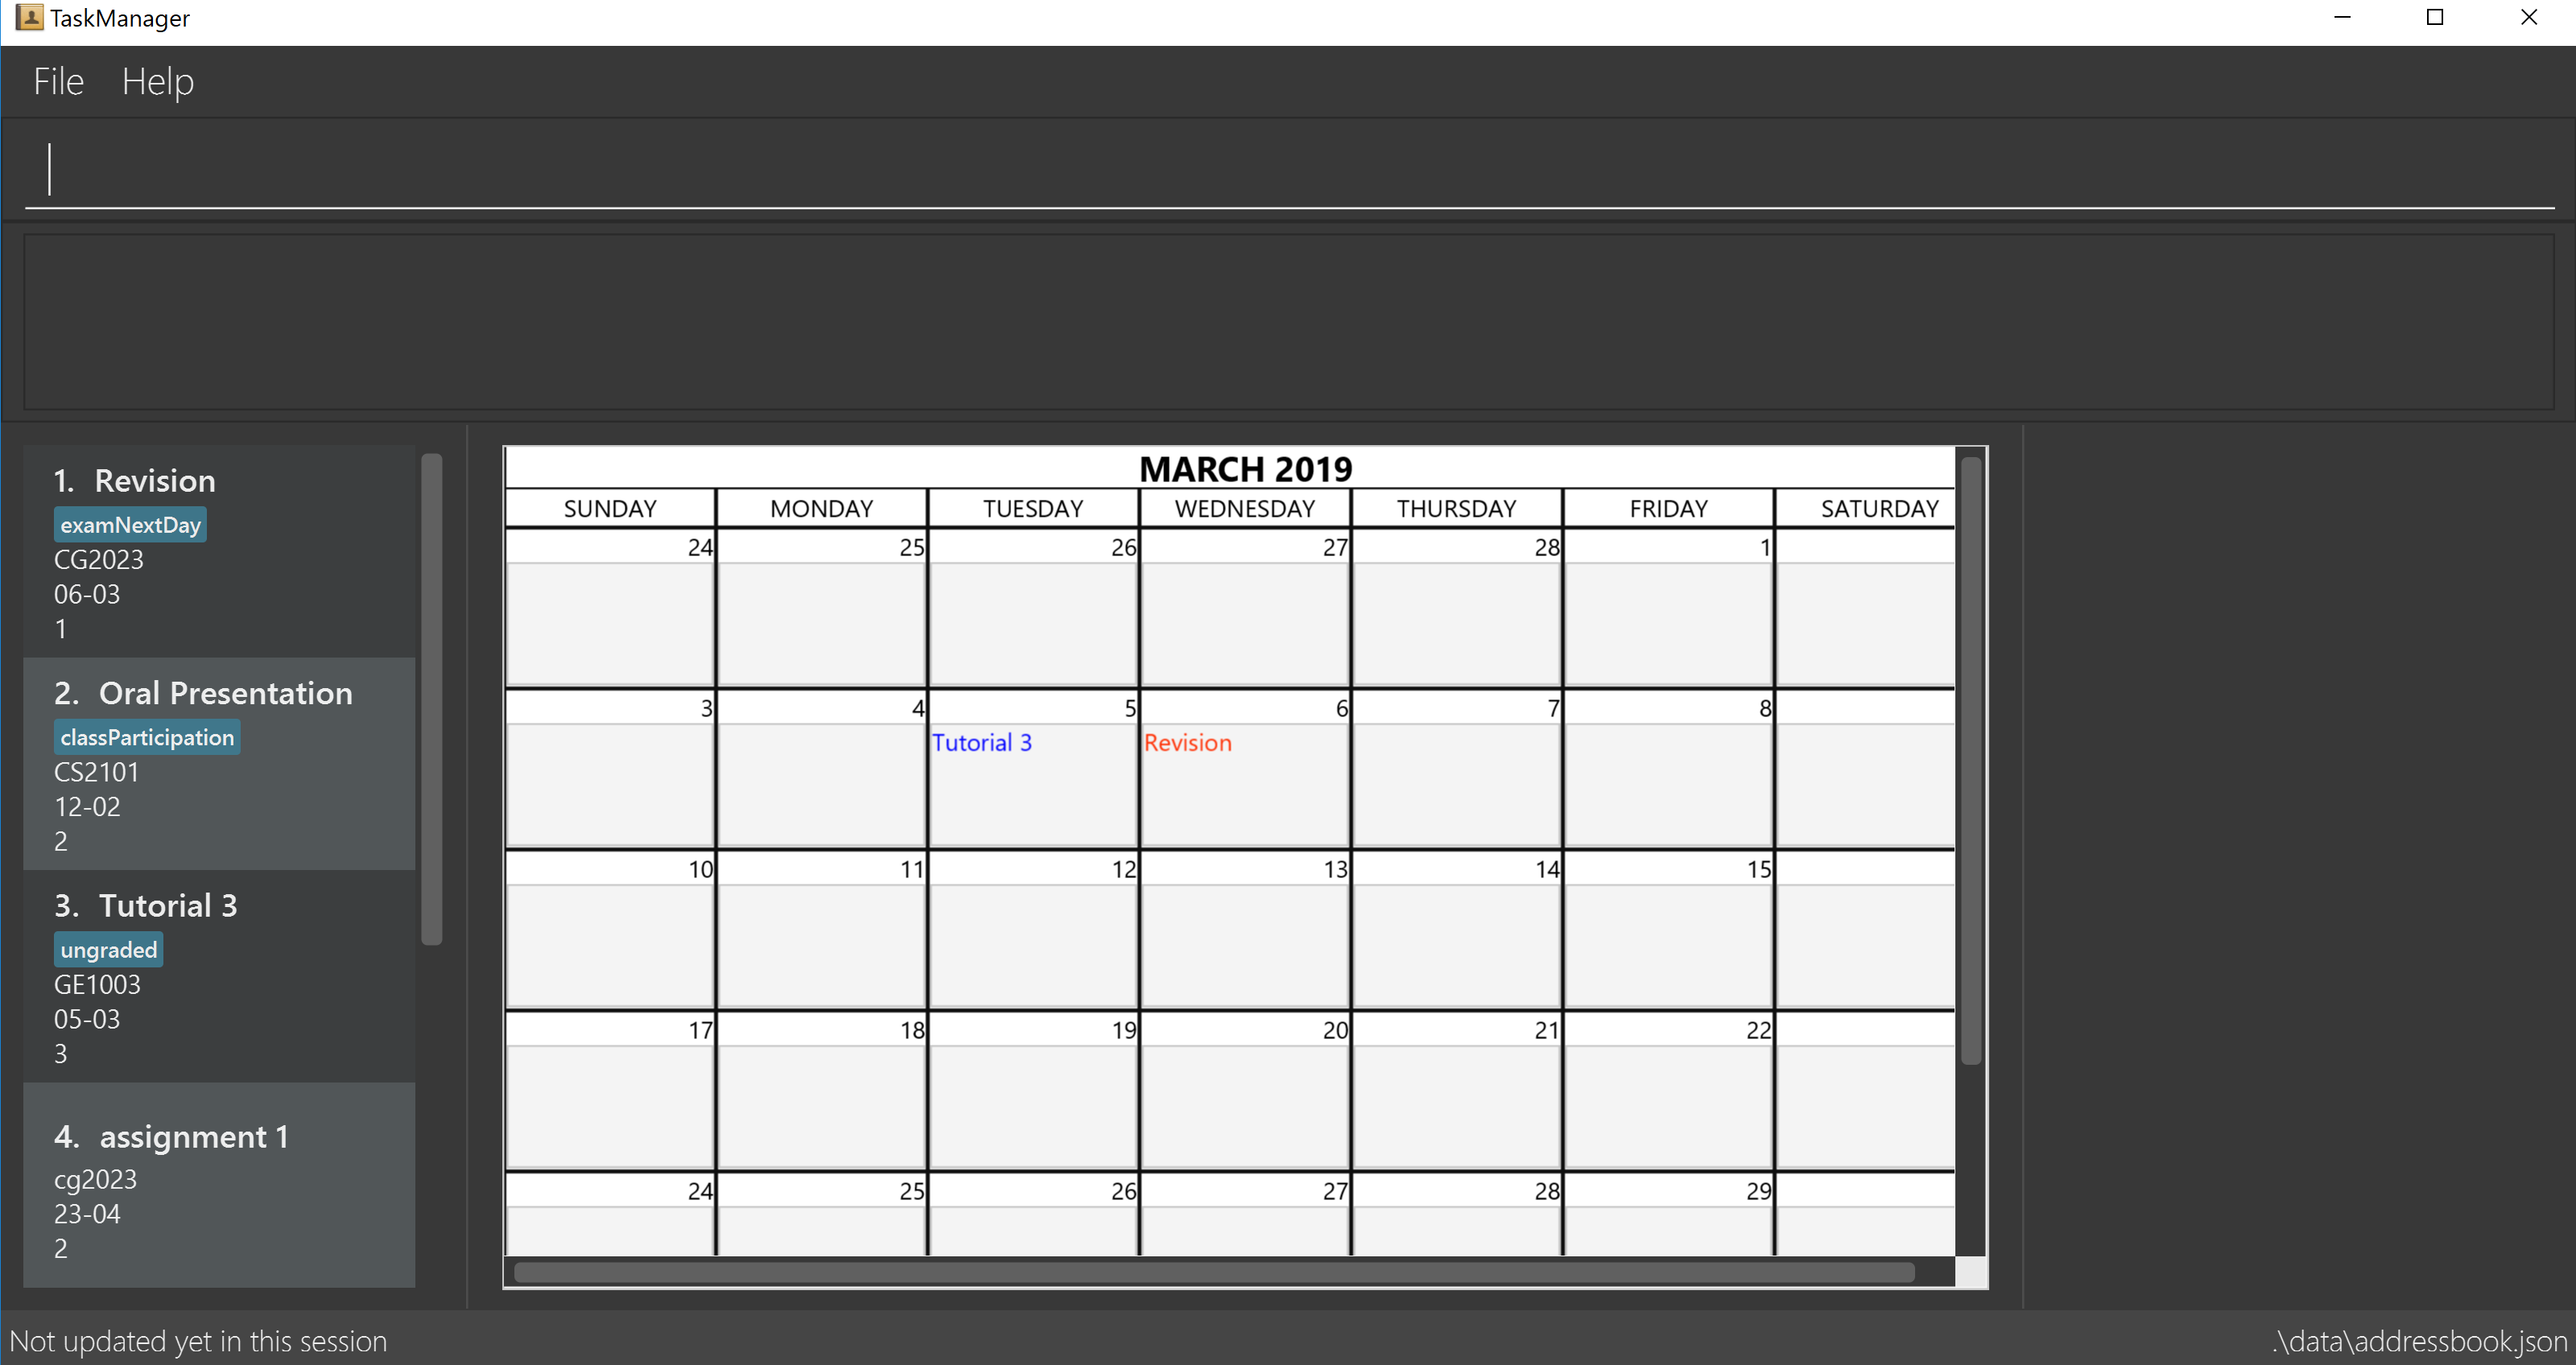 TaskManager
File Help
1. Revision
examNextDay
CG2023
06-03
1
2. Oral Presentation
classParticipation
CS2101
12-02
2
3. Tutorial 3
ungraded
GE1003
05-03
3
4. assignment 1
cg2023
23-04
2
MARCH 2019
SUNDAY MONDAY TUESDAY WEDNESDAY THURSDAY FRIDAY SATURDAY
24 25 26 27 28 1
3 4 5 6 7 8
Tutorial 3 Revision
10 11 12 13 14 15
17 18 19 20 21 22
24 25 26 27 28 29
Not updated yet in this session
.\data\addressbook.json